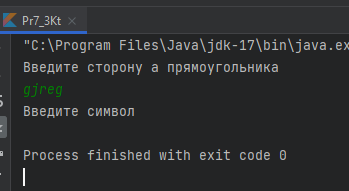 Pr7_3Kt
"C:\Program Files\Java\jdk-17\bin\java.ex
Введите сторону а прямоугольника
gjreg
Введите символ
Process finished with exit code 0